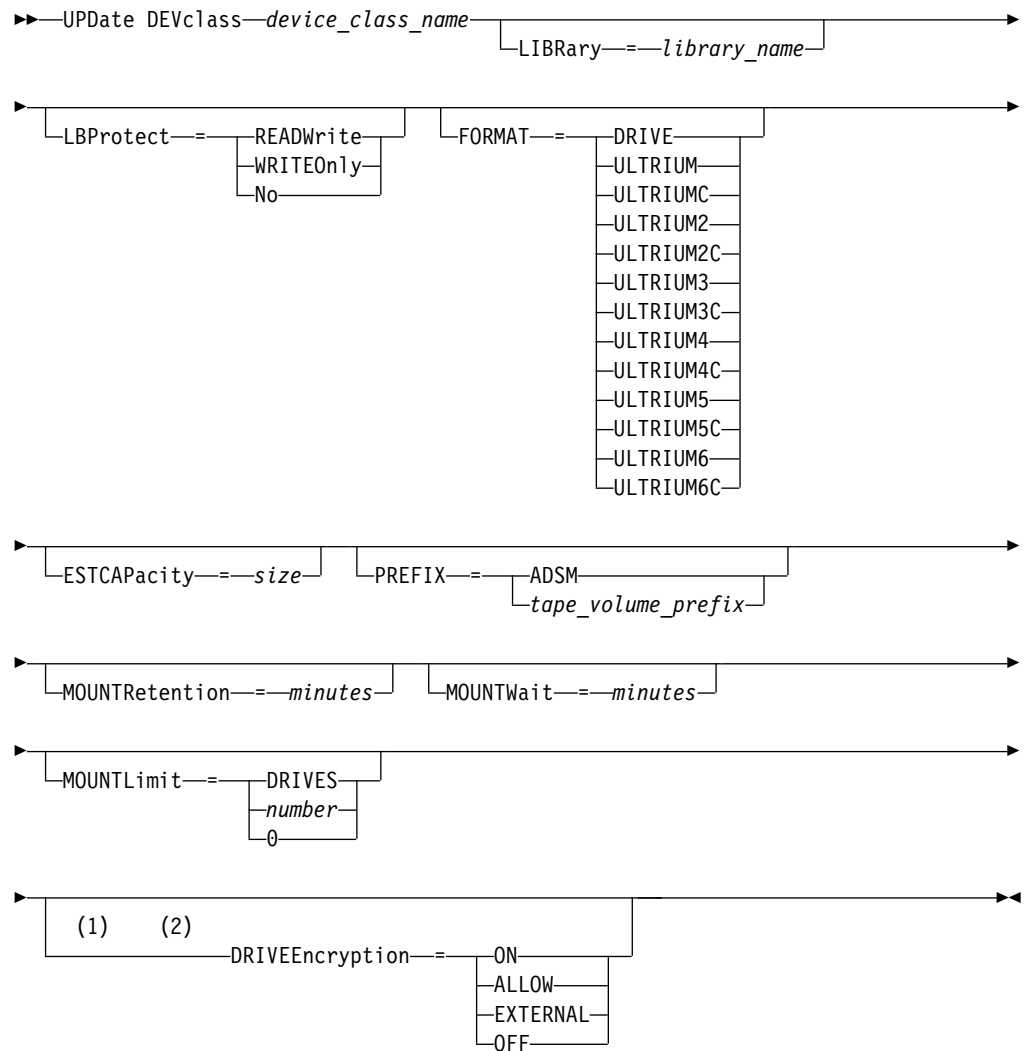 UPDate DEVclass device_class_name
LIBRary = library_name
LBProtect = READWrite
WRITEOnly
No
FORMAT = DRIVE
ULTRIUM
ULTRIUMC
ULTRIUM2
ULTRIUM2C
ULTRIUM3
ULTRIUM3C
ULTRIUM4
ULTRIUM4C
ULTRIUM5
ULTRIUM5C
ULTRIUM6
ULTRIUM6C
ESTCAPacity = size
PREFIX = ADSM
tape_volume_prefix
MOUNTRetention = minutes
MOUNTWait = minutes
MOUNTLimit = DRIVES
number
0
(1) (2)
DRIVEEncryption = ON
ALLOW
EXTERNAL
OFF